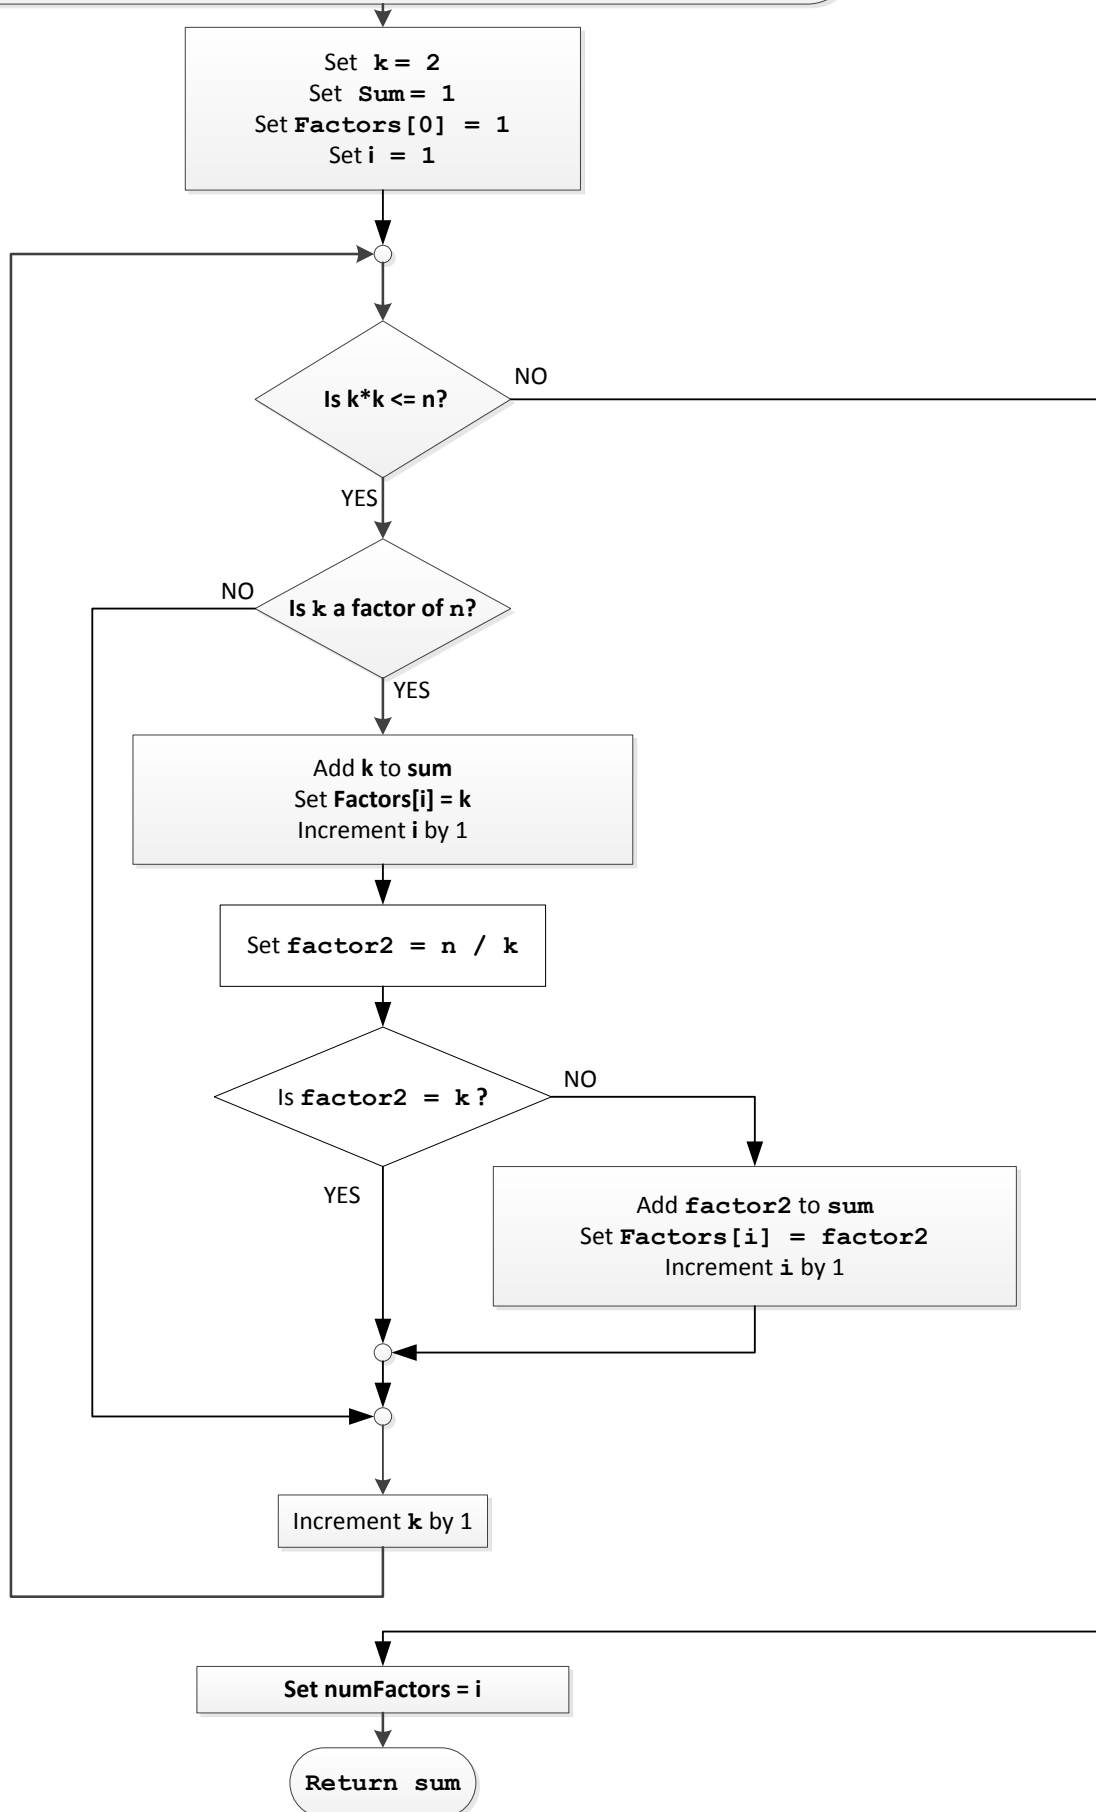 Set k = 2
Set Sum = 1
Set Factors[0] = 1
Set i = 1
Is k*k <= n?
NO
YES
Is k a factor of n?
NO
YES
Add k to sum
Set Factors[i] = k
Increment i by 1
Set factor2 = n / k
Is factor2 = k?
NO
YES
Add factor2 to sum
Set Factors[i] = factor2
Increment i by 1
Increment k by 1
Set numFactors = i
Return sum